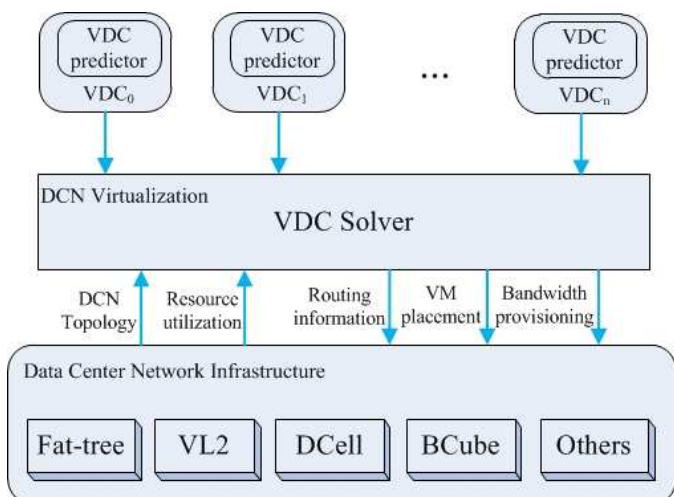 VDC predictor
VDC₀
VDC predictor
VDC₁
...
VDC predictor
VDCₙ
DCN Virtualization
VDC Solver
DCN Topology
Resource utilization
Routing information
VM placement
Bandwidth provisioning
Data Center Network Infrastructure
Fat-tree
VL2
DCell
BCube
Others